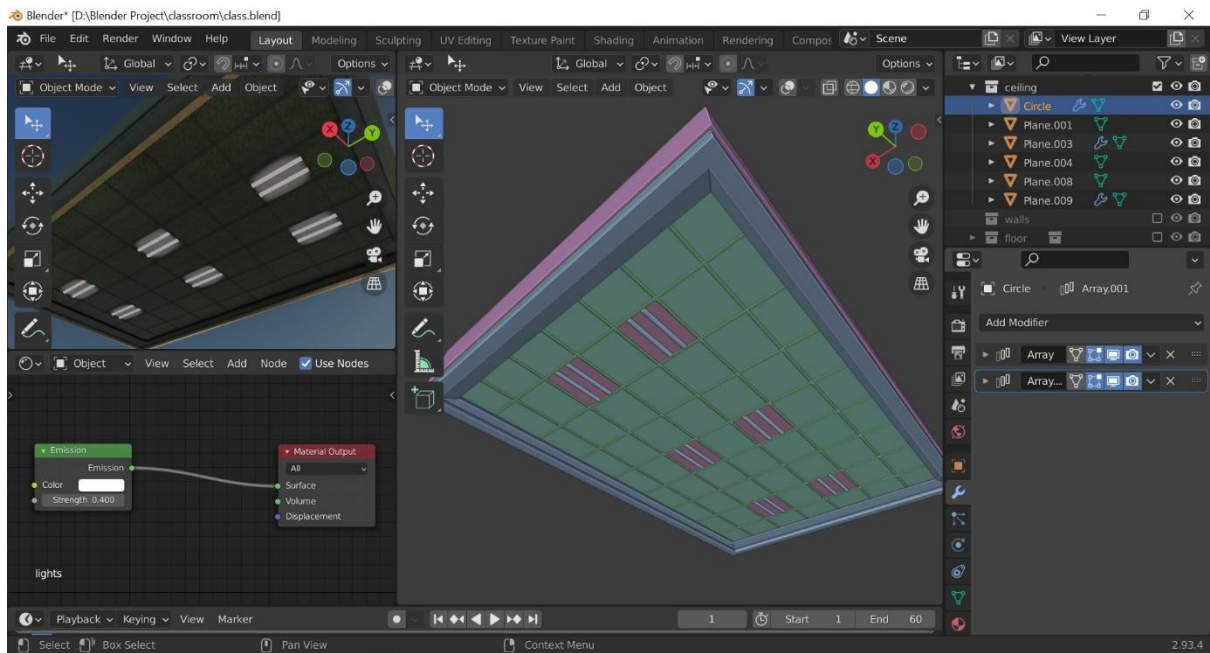 Blender* [D:\Blender Project\classroom\class.blend]
File Edit Render Window Help Layout Modeling Sculpting UV Editing Texture Paint Shading Animation Rendering Compos Scene View Layer
Global Options Global Options
Object Mode View Select Add Object Object Mode View Select Add Object
X Z Y
Z Y X
ceiling
Circle
Plane.001
Plane.003
Plane.004
Plane.008
Plane.009
walls
floor
Object View Select Add Node Use Nodes
Circle Array.001
Add Modifier
Array
Array....
Emission
Emission
Color
Strength 0.400
Material Output
All
Surface
Volume
Displacement
lights
Playback Keying View Marker 1 Start 1 End 60
Select Box Select Pan View Context Menu 2.93.4